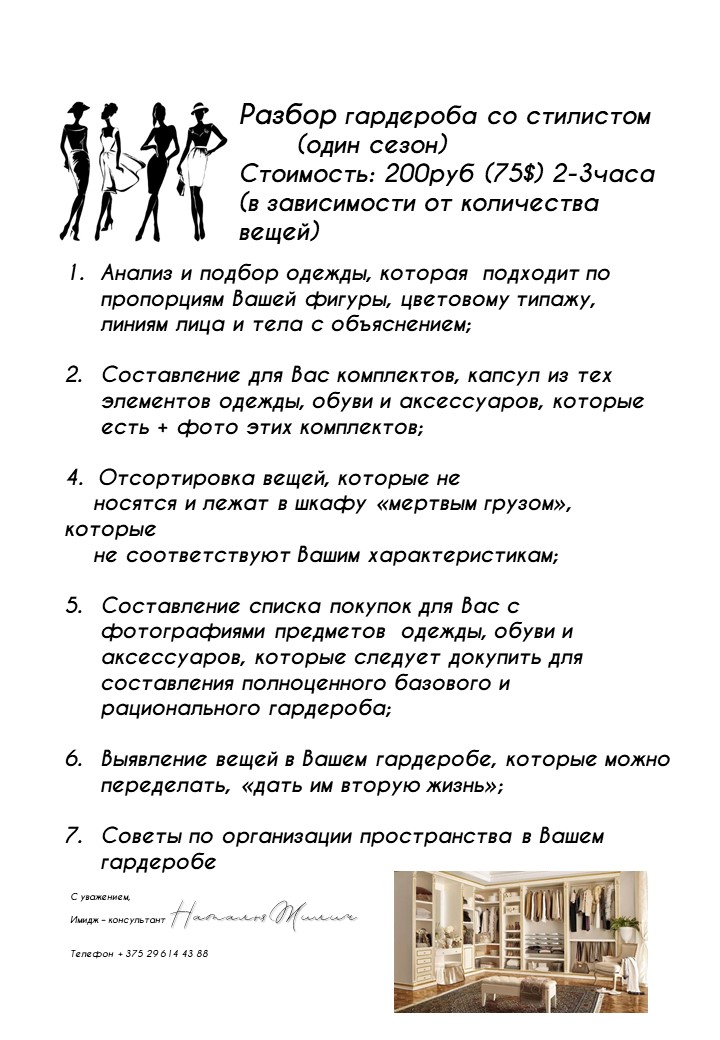 Разбор гардероба со стилистом
(один сезон)
Стоимость: 200руб (75$) 2-3часа
(в зависимости от количества
вещей)
1. Анализ и подбор одежды, которая подходит по
пропорциям Вашей фигуры, цветовому типажу,
линиям лица и тела с объяснением;
2. Составление для Вас комплектов, капсул из тех
элементов одежды, обуви и аксессуаров, которые
есть + фото этих комплектов;
4. Отсортировка вещей, которые не
носятся и лежат в шкафу «мертвым грузом»,
которые
не соответствуют Вашим характеристикам;
5. Составление списка покупок для Вас с
фотографиями предметов одежды, обуви и
аксессуаров, которые следует докупить для
составления полноценного базового и
рационального гардероба;
6. Выявление вещей в Вашем гардеробе, которые можно
переделать, «дать им вторую жизнь»;
7. Советы по организации пространства в Вашем
гардеробе
С уважением,
Имидж – консультант Наталья Милич
Телефон + 375 29 614 43 88